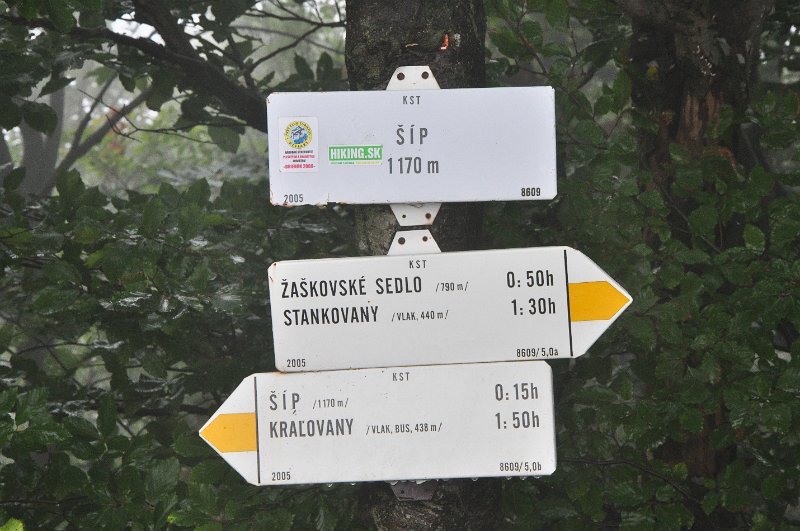 KST
ŠÍP
HIKING.SK
1170 m
2005
8609
KST
ŽAŠKOVSKÉ SEDLO /790 m/ 0:50h
STANKOVANY /VLAK, 440 m/ 1:30h
2005
8609/5,0a
KST
ŠÍP /1170 m/ 0:15h
KRAĽOVANY /VLAK, BUS, 438 m/ 1:50h
2005
8609/5,0b